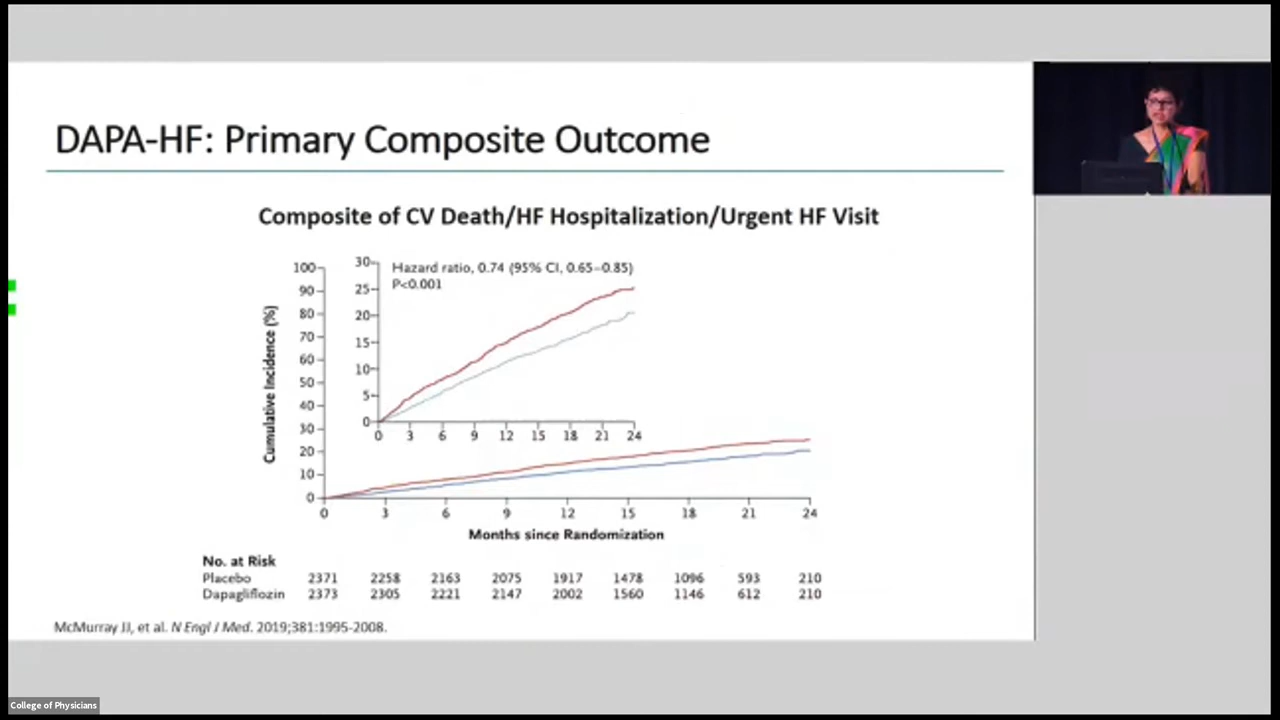 DAPA-HF: Primary Composite Outcome
Composite of CV Death/HF Hospitalization/Urgent HF Visit
Cumulative Incidence (%)
100
90
80
70
60
50
40
30
20
10
0
30
25
20
15
10
5
0
Hazard ratio, 0.74 (95% CI, 0.65–0.85)
P<0.001
0 3 6 9 12 15 18 21 24
0 3 6 9 12 15 18 21 24
Months since Randomization
No. at Risk
Placebo 2371 2258 2163 2075 1917 1478 1096 593 210
Dapagliflozin 2373 2305 2221 2147 2002 1560 1146 612 210
McMurray JJ, et al. N Engl J Med. 2019;381:1995-2008.
College of Physicians